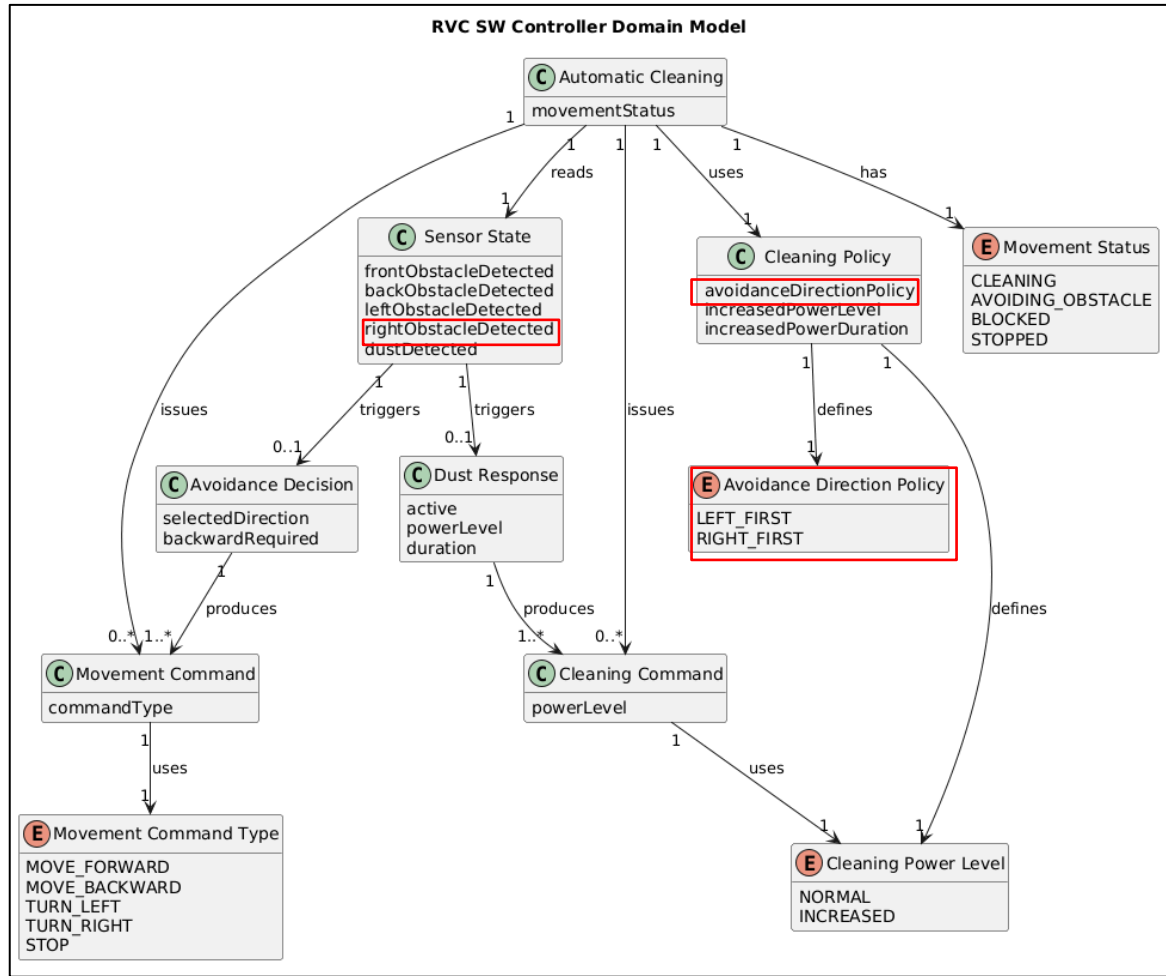 RVC SW Controller Domain Model
C Automatic Cleaning
movementStatus
1
1
1
1
1
reads
uses
has
1
1
1
C Sensor State
frontObstacleDetected
backObstacleDetected
leftObstacleDetected
rightObstacleDetected
dustDetected
C Cleaning Policy
avoidanceDirectionPolicy
increasedPowerLevel
increasedPowerDuration
E Movement Status
CLEANING
AVOIDING_OBSTACLE
BLOCKED
STOPPED
1
1
1
1
issues
triggers
triggers
issues
defines
0..1
0..1
1
C Avoidance Decision
selectedDirection
backwardRequired
C Dust Response
active
powerLevel
duration
E Avoidance Direction Policy
LEFT_FIRST
RIGHT_FIRST
1
1
produces
produces
defines
0..*
1..*
1..*
0..*
C Movement Command
commandType
C Cleaning Command
powerLevel
1
1
uses
uses
1
1
1
E Movement Command Type
MOVE_FORWARD
MOVE_BACKWARD
TURN_LEFT
TURN_RIGHT
STOP
E Cleaning Power Level
NORMAL
INCREASED